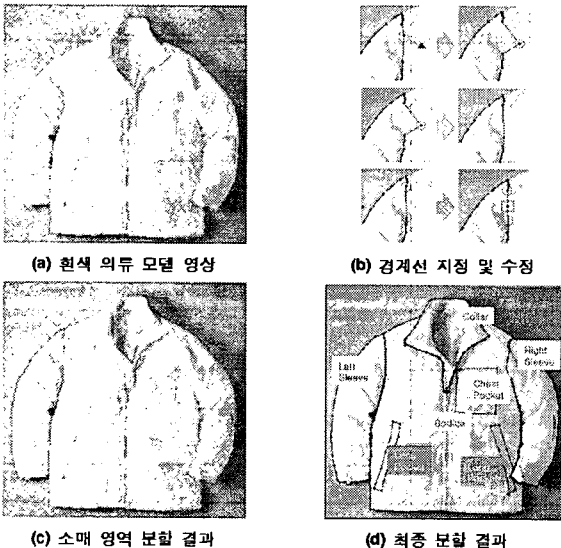 (a) 흰색 의류 모델 영상
(b) 경계선 지정 및 수정
Collar
Right
Sleeve
Left
Sleeve
Chest
Pocket
Bodice
(c) 소매 영역 분할 결과
(d) 최종 분할 결과